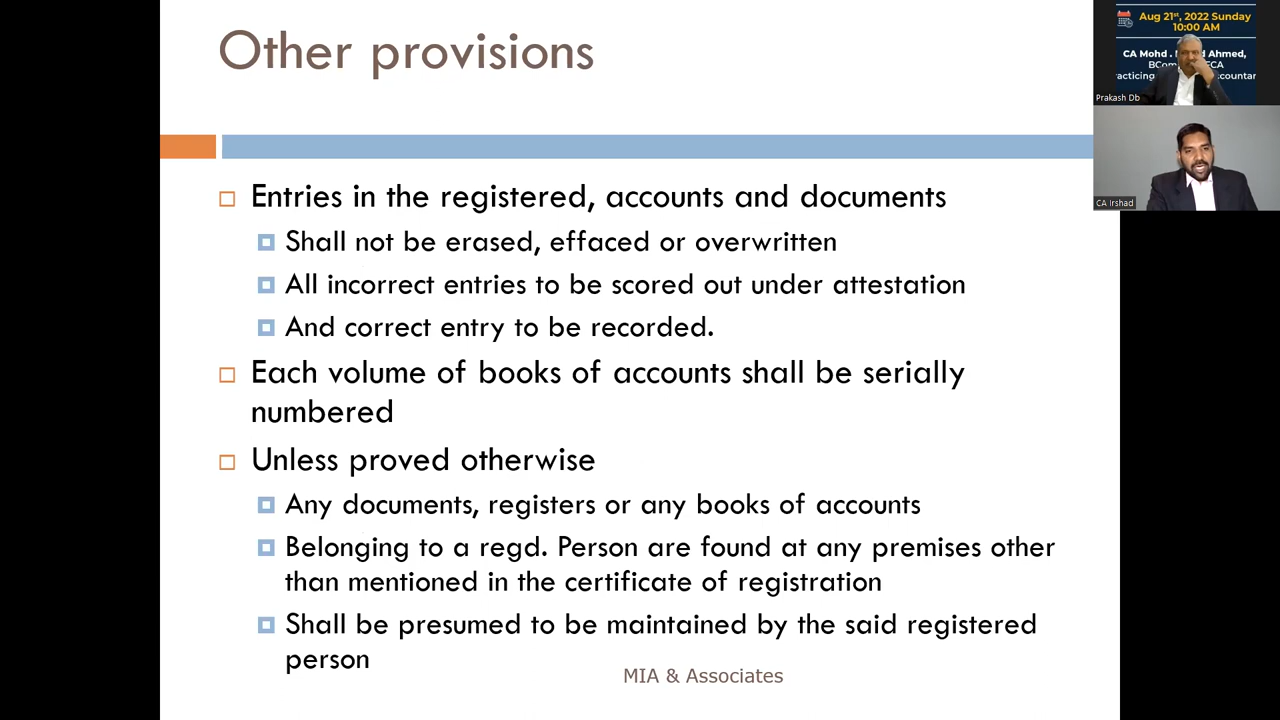 Other provisions
Entries in the registered, accounts and documents
Shall not be erased, effaced or overwritten
All incorrect entries to be scored out under attestation
And correct entry to be recorded.
Each volume of books of accounts shall be serially
numbered
Unless proved otherwise
Any documents, registers or any books of accounts
Belonging to a regd. Person are found at any premises other
than mentioned in the certificate of registration
Shall be presumed to be maintained by the said registered
person
MIA & Associates
Aug 21st, 2022 Sunday
10:00 AM
CA Mohd . Ahmed,
Prakash Db
CA Irshad